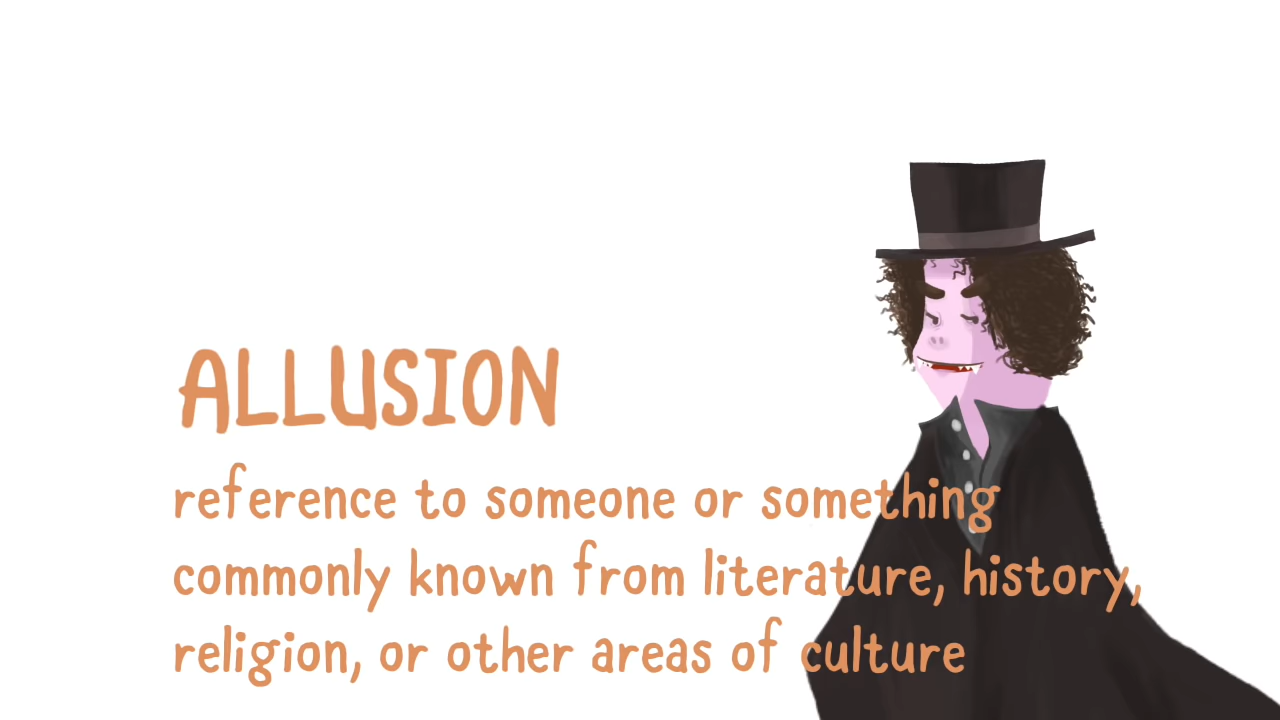 ALLUSION
reference to someone or something
commonly known from literature, history,
religion, or other areas of culture